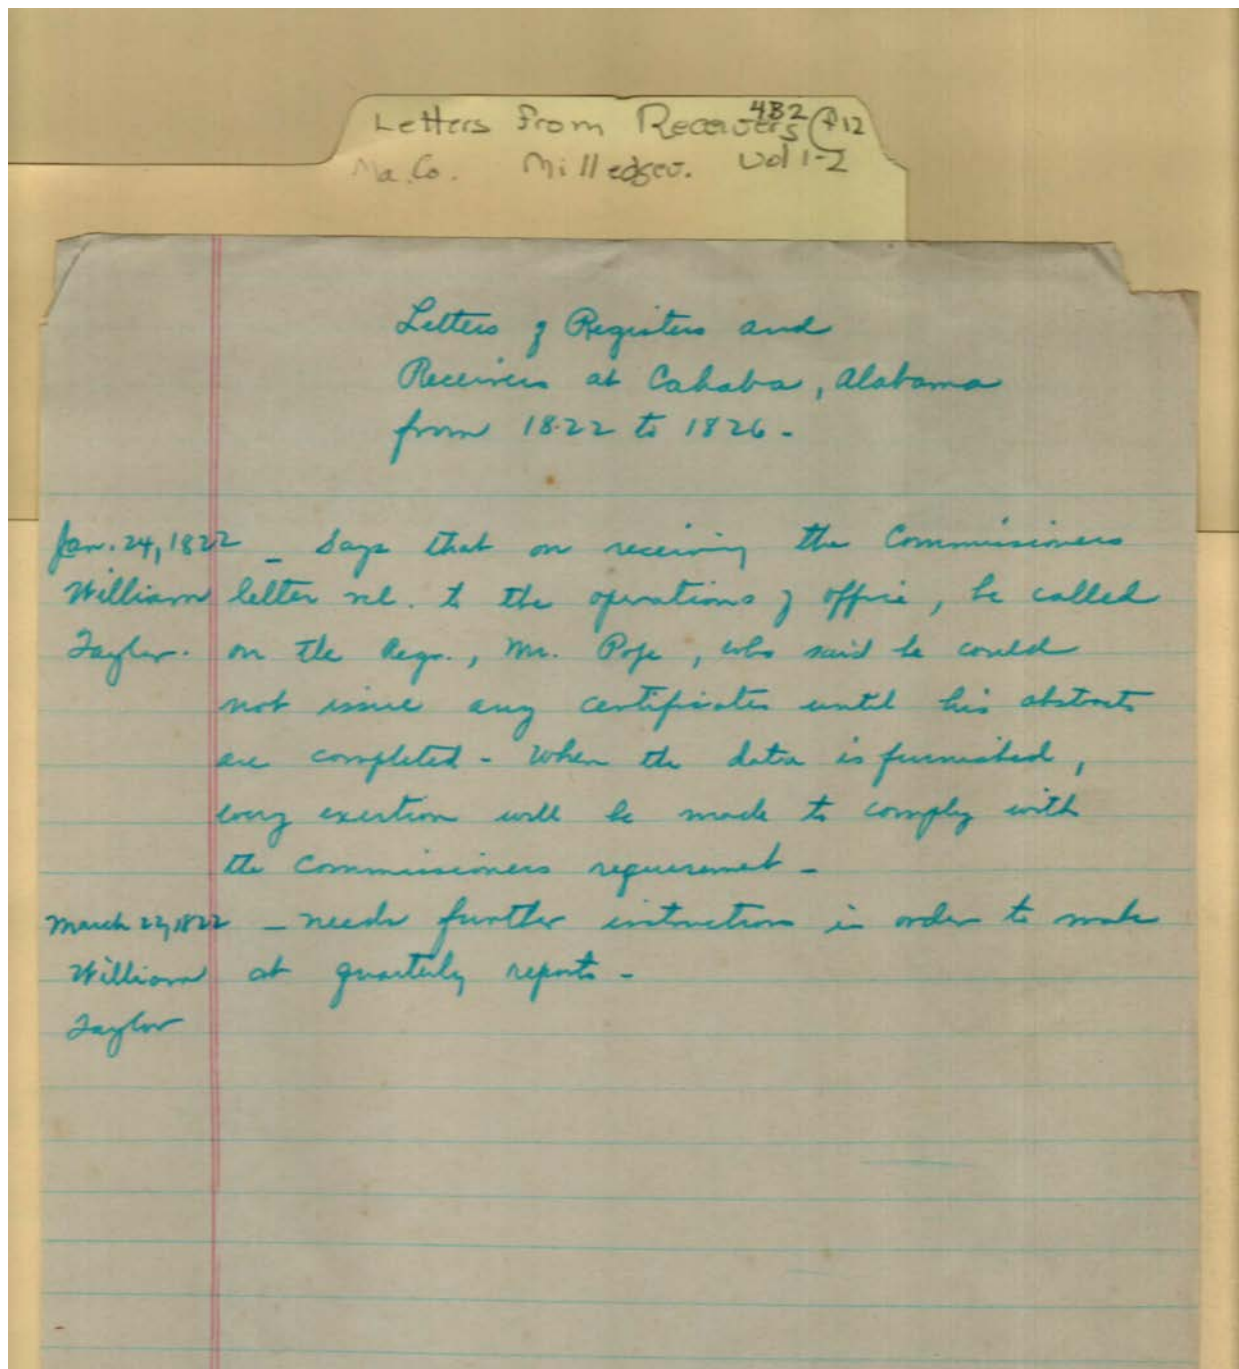 Letters from Receivers 4B2 12
Ma. Co. Milledgev. Vol 1-2
Letters of Registers and
Receivers at Cahaba, Alabama
from 1822 to 1826 -
Jan. 24, 1822 - Says that on receiving the Commissioners
William letter rel. to the operations of office, he called
Taylor. on the Regr., Mr. Pope, who said he could
not issue any certificates until his abstracts
are completed - When the data is furnished,
every exertion will be made to comply with
the Commissioners requirement -
March 22, 1822 - needs further instructions in order to make
William at quarterly reports -
Taylor